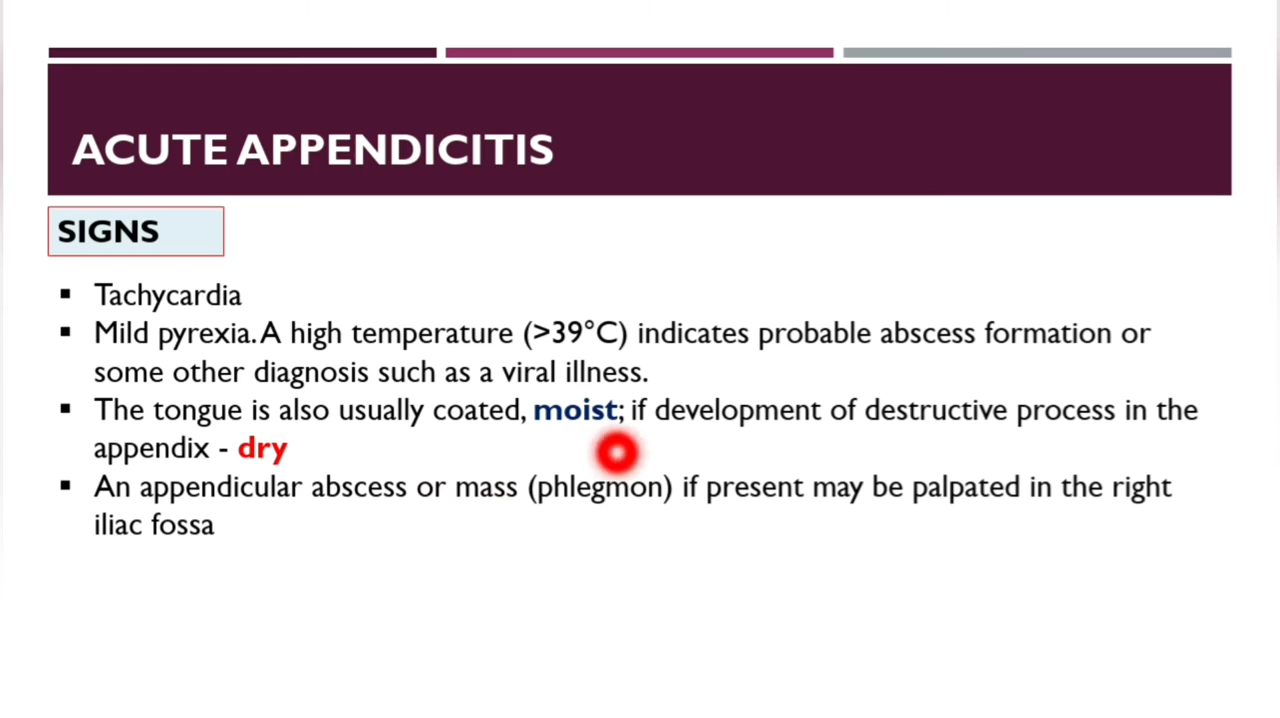 ACUTE APPENDICITIS
SIGNS
▪ Tachycardia
▪ Mild pyrexia. A high temperature (>39°C) indicates probable abscess formation or
some other diagnosis such as a viral illness.
▪ The tongue is also usually coated, moist; if development of destructive process in the
appendix - dry
▪ An appendicular abscess or mass (phlegmon) if present may be palpated in the right
iliac fossa